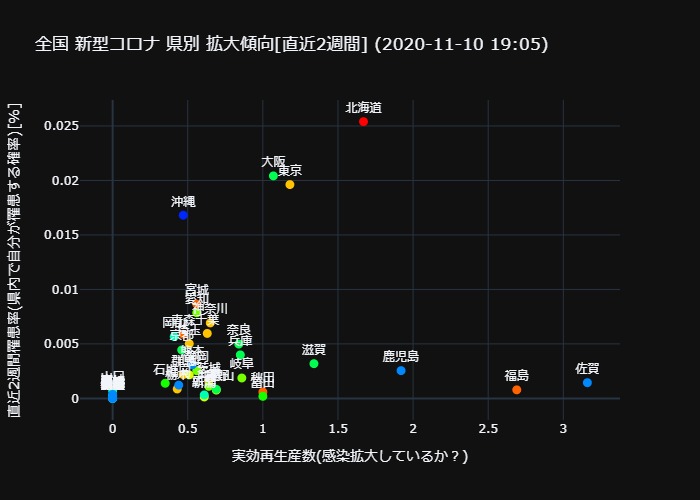 全国 新型コロナ 県別 拡大傾向[直近2週間] (2020-11-10 19:05)
直近2週間罹患率(県内で自分が罹患する確率)[%]
0.025
0.02
0.015
0.01
0.005
0
北海道
大阪
東京
沖縄
宮城
愛知
神奈川
千葉
奈良
兵庫
滋賀
岐阜
鹿児島
佐賀
福島
秋田
富山
0
0.5
1
1.5
2
2.5
3
実効再生産数(感染拡大しているか？)